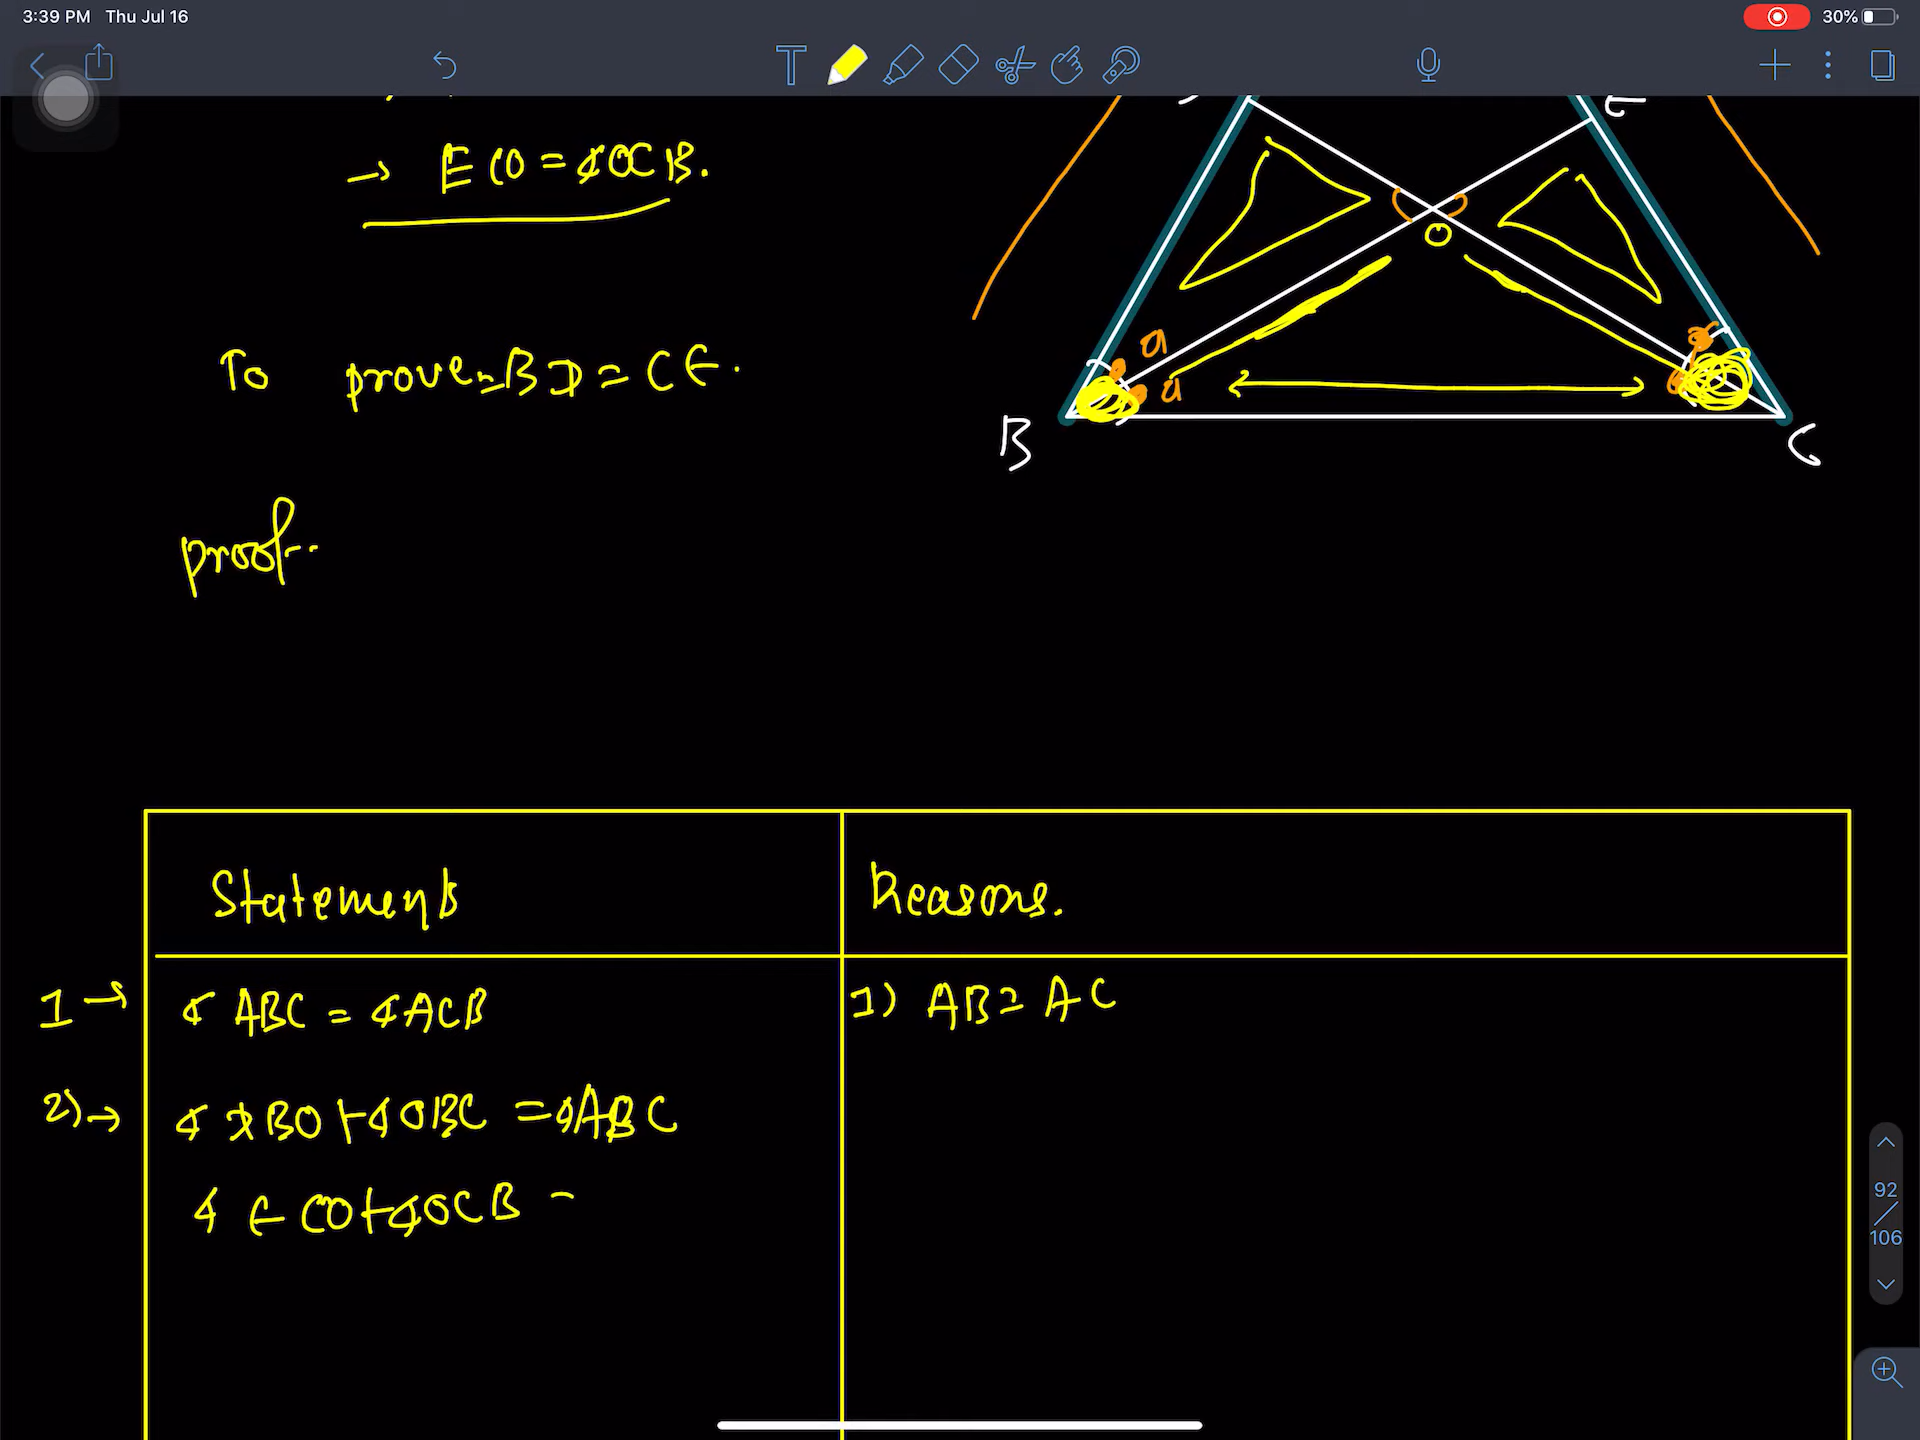 3:39 PM Thu Jul 16
30%
→ ECO = ∡OCB.
To prove:- BD = CE.
proof:-
E
O
a
a
B
C
Statements
Reasons.
1 → ∡ ABC = ∡ACB
1) AB = AC
2) → ∡ DBO + ∡OBC = ∡ABC
∡ ECO + ∡OCB =
92
106